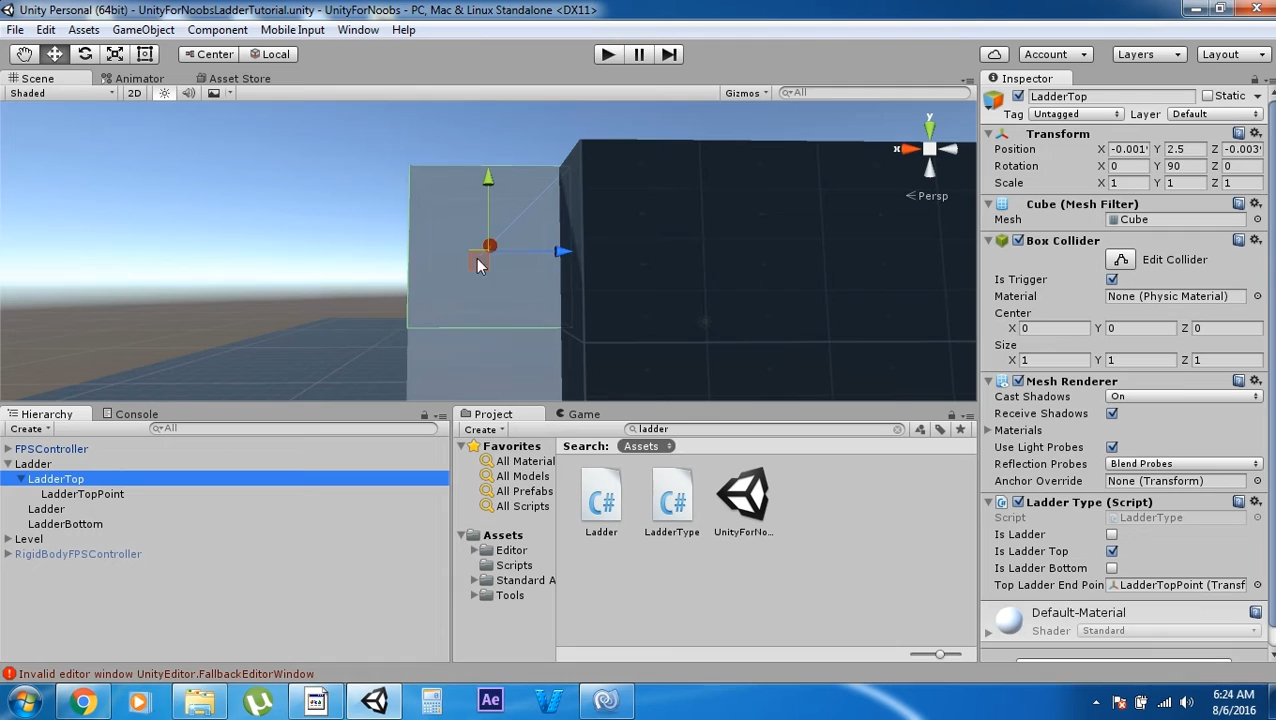 Unity Personal (64bit) - UnityForNoobsLadderTutorial.unity - UnityForNoobs - PC, Mac & Linux Standalone <DX11>
File Edit Assets GameObject Component Mobile Input Window Help
Center Local Account Layers Layout
Scene Animator Asset Store
Shaded 2D Gizmos All
y
x
Persp
Inspector
LadderTop Static
Tag Untagged Layer Default
Transform
Position X -0.001 Y 2.5 Z -0.003
Rotation X 0 Y 90 Z 0
Scale X 1 Y 1 Z 1
Cube (Mesh Filter)
Mesh Cube
Box Collider
Edit Collider
Is Trigger
Material None (Physic Material)
Center
X 0 Y 0 Z 0
Size
X 1 Y 1 Z 1
Mesh Renderer
Cast Shadows On
Receive Shadows
Materials
Use Light Probes
Reflection Probes Blend Probes
Anchor Override None (Transform)
Ladder Type (Script)
Script LadderType
Is Ladder
Is Ladder Top
Is Ladder Bottom
Top Ladder End Poin LadderTopPoint (Transf
Default-Material
Shader Standard
Hierarchy Console
Create All
FPSController
Ladder
LadderTop
LadderTopPoint
Ladder
LadderBottom
Level
RigidBodyFPSController
Project Game
Create ladder
Favorites
All Material
All Models
All Prefabs
All Scripts
Assets
Editor
Scripts
Standard A
Tools
Search: Assets
C# C#
Ladder LadderType UnityForNo...
Invalid editor window UnityEditor.FallbackEditorWindow
Ae
6:24 AM
8/6/2016